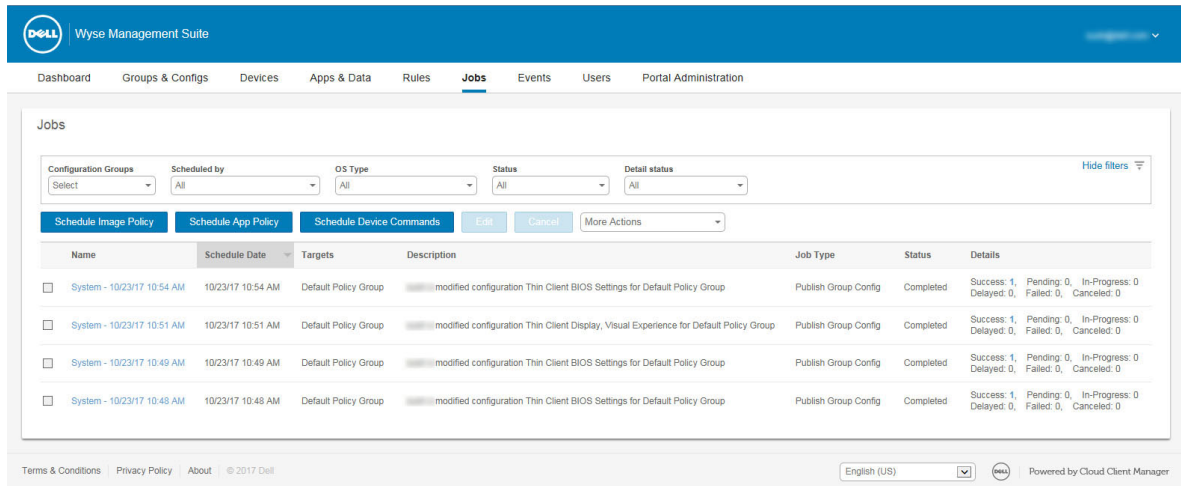 DELL
Wyse Management Suite
Dashboard Groups & Configs Devices Apps & Data Rules Jobs Events Users Portal Administration
Jobs
Hide filters
Configuration Groups Scheduled by OS Type Status Detail status
Select All All All All
Schedule Image Policy Schedule App Policy Schedule Device Commands Edit Cancel More Actions
Name Schedule Date Targets Description Job Type Status Details
System - 10/23/17 10:54 AM 10/23/17 10:54 AM Default Policy Group modified configuration Thin Client BIOS Settings for Default Policy Group Publish Group Config Completed Success: 1, Pending: 0, In-Progress: 0
Delayed: 0, Failed: 0, Canceled: 0
System - 10/23/17 10:51 AM 10/23/17 10:51 AM Default Policy Group modified configuration Thin Client Display, Visual Experience for Default Policy Group Publish Group Config Completed Success: 1, Pending: 0, In-Progress: 0
Delayed: 0, Failed: 0, Canceled: 0
System - 10/23/17 10:49 AM 10/23/17 10:49 AM Default Policy Group modified configuration Thin Client BIOS Settings for Default Policy Group Publish Group Config Completed Success: 1, Pending: 0, In-Progress: 0
Delayed: 0, Failed: 0, Canceled: 0
System - 10/23/17 10:48 AM 10/23/17 10:48 AM Default Policy Group modified configuration Thin Client BIOS Settings for Default Policy Group Publish Group Config Completed Success: 1, Pending: 0, In-Progress: 0
Delayed: 0, Failed: 0, Canceled: 0
Terms & Conditions Privacy Policy About © 2017 Dell English (US) DELL Powered by Cloud Client Manager